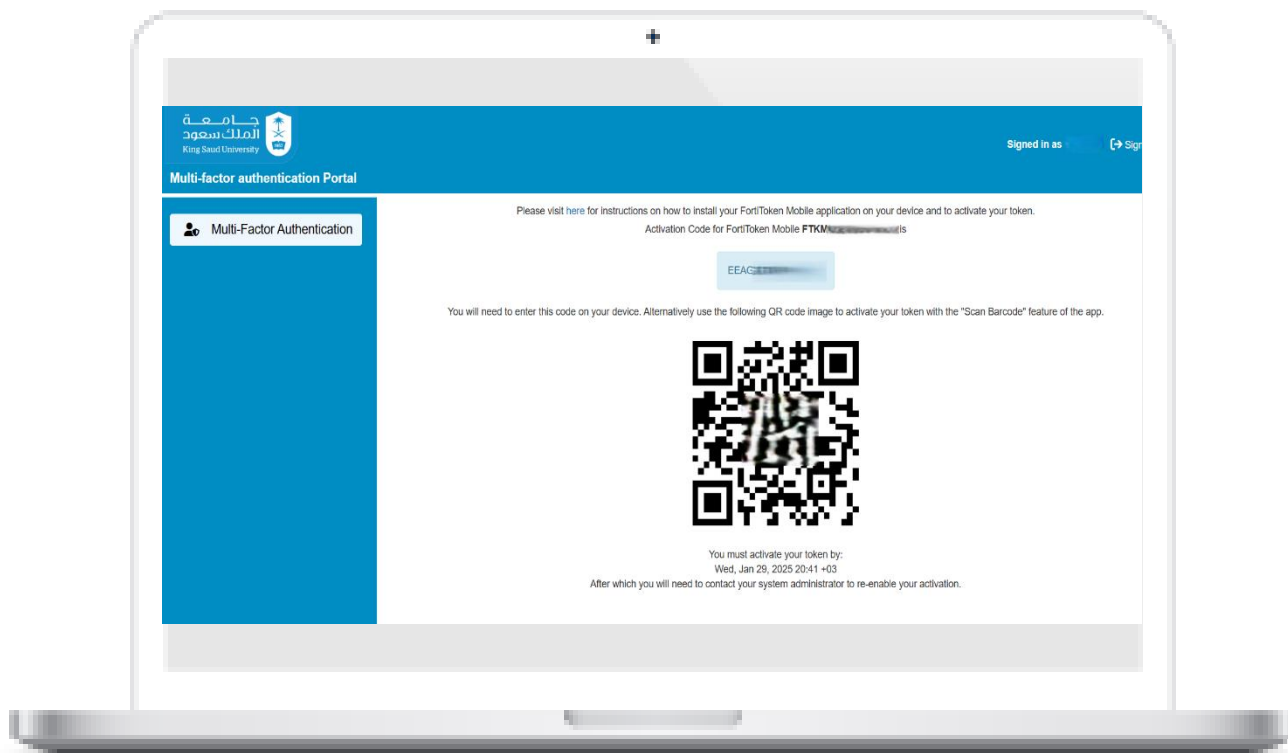 جامعة
الملك سعود
King Saud University
Signed in as
Sign
Multi-factor authentication Portal
Multi-Factor Authentication
Please visit here for instructions on how to install your FortiToken Mobile application on your device and to activate your token.
Activation Code for FortiToken Mobile FTKM is
EEAC
You will need to enter this code on your device. Alternatively use the following QR code image to activate your token with the "Scan Barcode" feature of the app.
You must activate your token by:
Wed, Jan 29, 2025 20:41 +03
After which you will need to contact your system administrator to re-enable your activation.